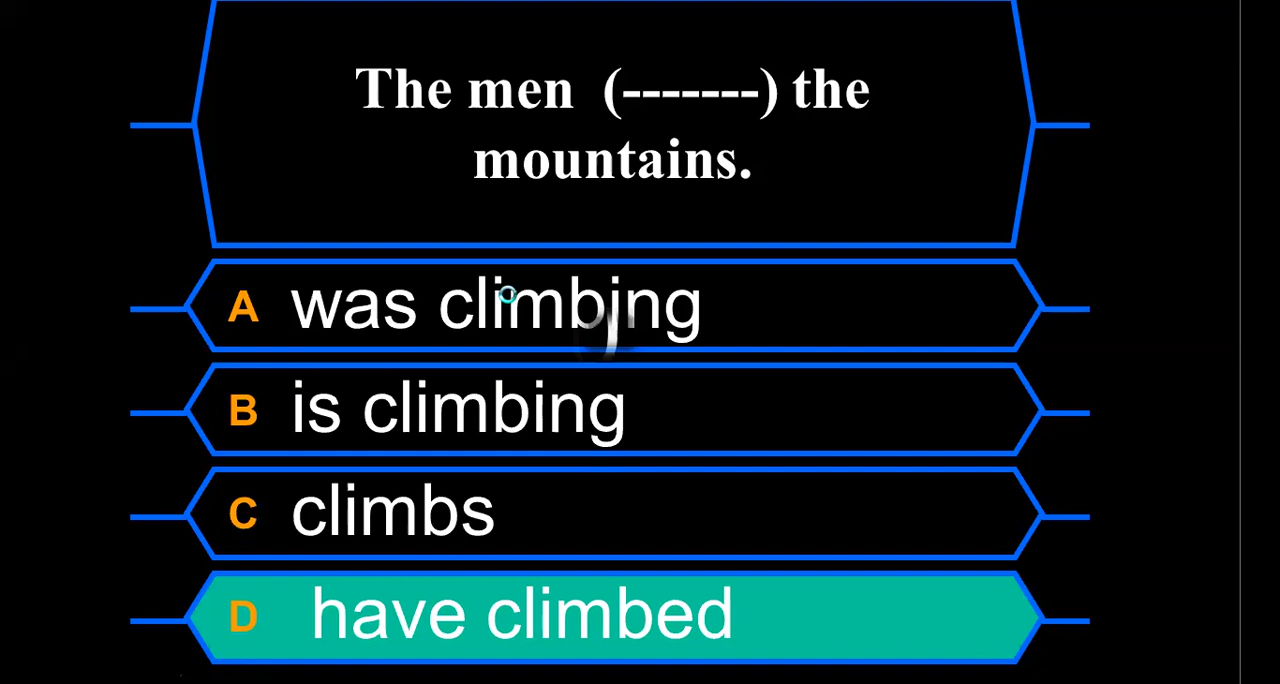 The men (-------) the
mountains.
A was climbing
B is climbing
C climbs
D have climbed